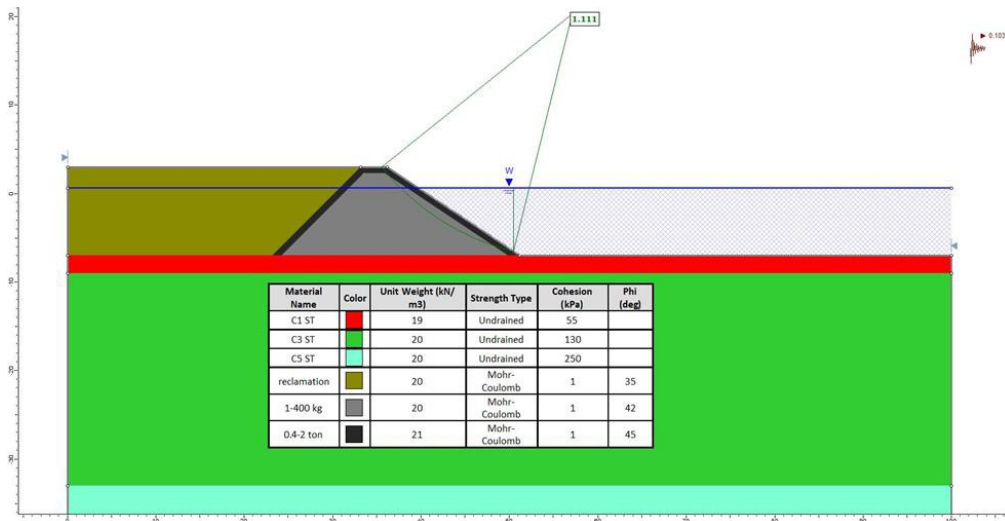 20
1.111
0.103
10
W
0
-10
Material Name Color Unit Weight (kN/ m3) Strength Type Cohesion (kPa) Phi (deg)
C1 ST 19 Undrained 55
C3 ST 20 Undrained 130
C5 ST 20 Undrained 250
reclamation 20 Mohr-Coulomb 1 35
1-400 kg 20 Mohr-Coulomb 1 42
0.4-2 ton 21 Mohr-Coulomb 1 45
-20
-30